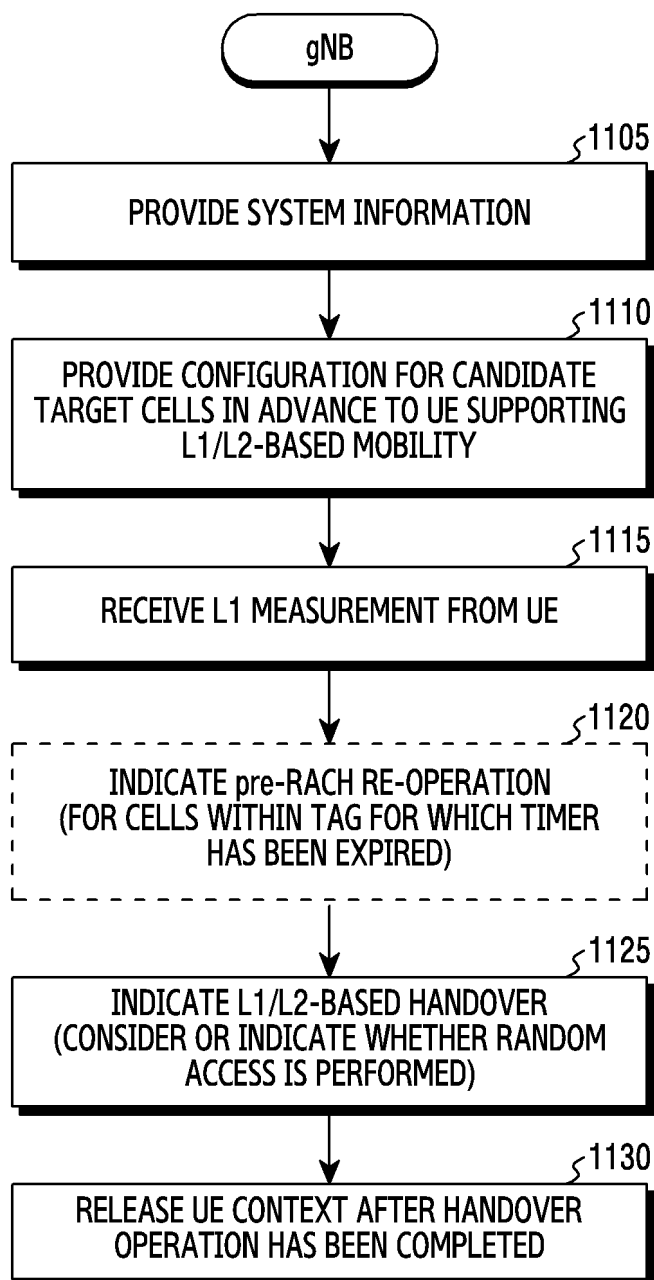 gNB
1105
PROVIDE SYSTEM INFORMATION
1110
PROVIDE CONFIGURATION FOR CANDIDATE
TARGET CELLS IN ADVANCE TO UE SUPPORTING
L1/L2-BASED MOBILITY
1115
RECEIVE L1 MEASUREMENT FROM UE
1120
INDICATE pre-RACH RE-OPERATION
(FOR CELLS WITHIN TAG FOR WHICH TIMER
HAS BEEN EXPIRED)
1125
INDICATE L1/L2-BASED HANDOVER
(CONSIDER OR INDICATE WHETHER RANDOM
ACCESS IS PERFORMED)
1130
RELEASE UE CONTEXT AFTER HANDOVER
OPERATION HAS BEEN COMPLETED